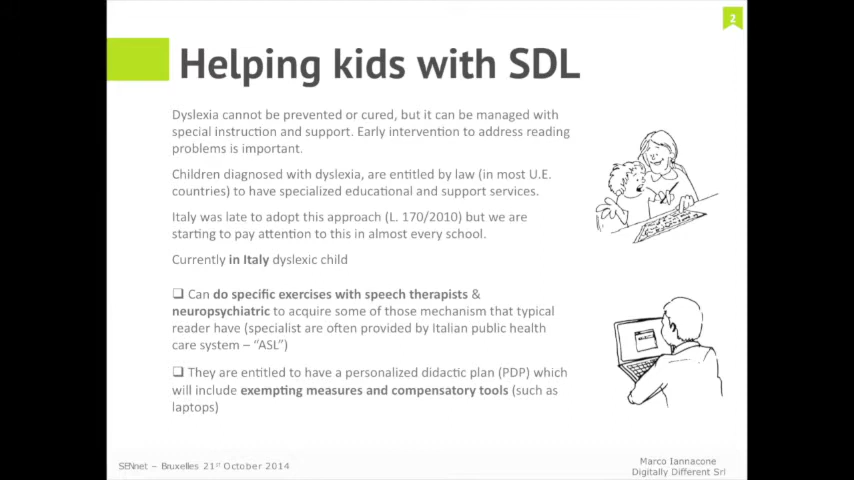 2
Helping kids with SDL
Dyslexia cannot be prevented or cured, but it can be managed with
special instruction and support. Early intervention to address reading
problems is important.
Children diagnosed with dyslexia, are entitled by law (in most U.E.
countries) to have specialized educational and support services.
Italy was late to adopt this approach (L. 170/2010) but we are
starting to pay attention to this in almost every school.
Currently in Italy dyslexic child
❑ Can do specific exercises with speech therapists &
neuropsychiatric to acquire some of those mechanism that typical
reader have (specialist are often provided by Italian public health
care system – “ASL”)
❑ They are entitled to have a personalized didactic plan (PDP) which
will include exempting measures and compensatory tools (such as
laptops)
SENnet – Bruxelles 21st October 2014
Marco Iannacone
Digitally Different Srl